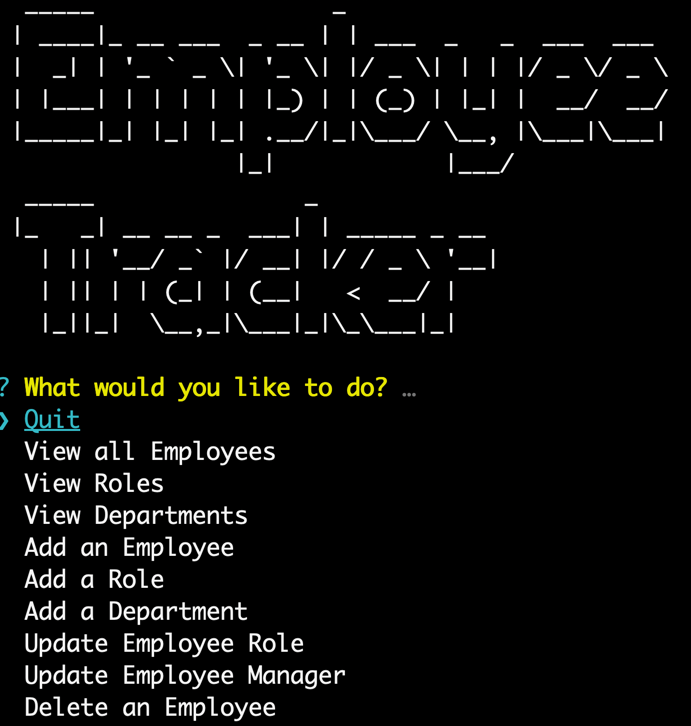 Employee
Tracker
? What would you like to do? …
❯ Quit
View all Employees
View Roles
View Departments
Add an Employee
Add a Role
Add a Department
Update Employee Role
Update Employee Manager
Delete an Employee